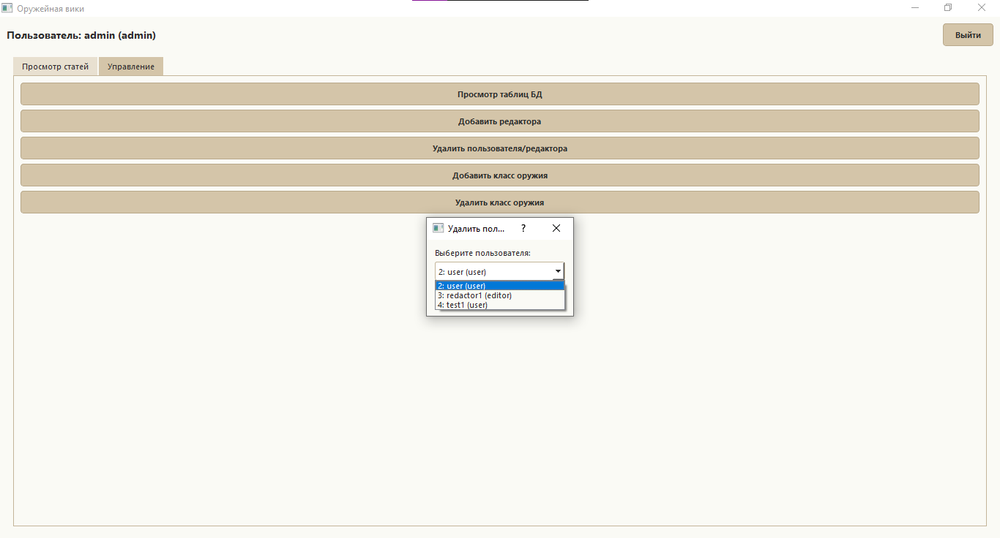 Оружейная вики
Пользователь: admin (admin)
Выйти
Просмотр статей
Управление
Просмотр таблиц БД
Добавить редактора
Удалить пользователя/редактора
Добавить класс оружия
Удалить класс оружия
Удалить пол...
?
Выберите пользователя:
2: user (user)
2: user (user)
3: redactor1 (editor)
4: test1 (user)